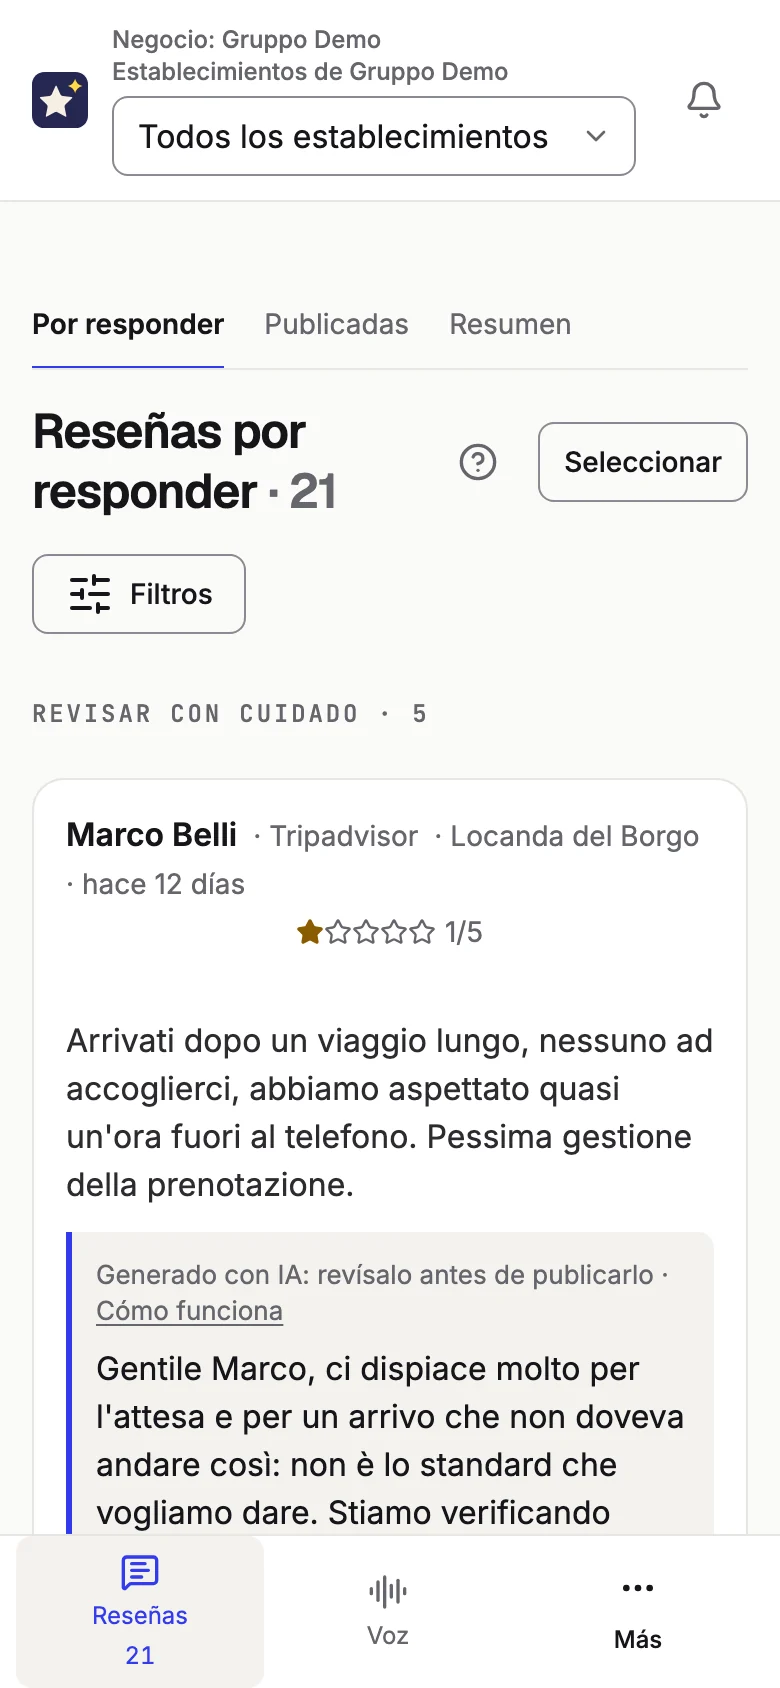 Negocio: Gruppo Demo
Establecimientos de Gruppo Demo
Todos los establecimientos
Por responder
Publicadas
Resumen
Reseñas por
responder · 21
Seleccionar
Filtros
REVISAR CON CUIDADO · 5
Marco Belli · Tripadvisor · Locanda del Borgo
· hace 12 días
1/5
Arrivati dopo un viaggio lungo, nessuno ad
accoglierci, abbiamo aspettato quasi
un'ora fuori al telefono. Pessima gestione
della prenotazione.
Generado con IA: revísalo antes de publicarlo ·
Cómo funciona
Gentile Marco, ci dispiace molto per
l'attesa e per un arrivo che non doveva
andare così: non è lo standard che
vogliamo dare. Stiamo verificando
Reseñas
21
Voz
Más